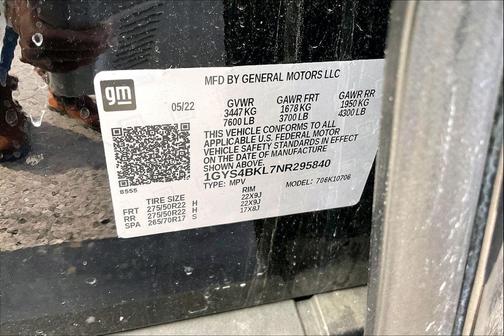 gm
MFD BY GENERAL MOTORS LLC
05/22
GVWR GAWR FRT GAWR RR
3447 KG 1678 KG 1950 KG
7600 LB 3700 LB 4300 LB
THIS VEHICLE CONFORMS TO ALL
APPLICABLE U.S. FEDERAL MOTOR
VEHICLE SAFETY STANDARDS IN EFFECT
ON THE DATE OF MANUFACTURE
SHOWN ABOVE.
1GYS4BKL7NR295840
TYPE: MPV MODEL: 706K10706
8555
TIRE SIZE RIM
FRT 275/50R22 H 22X9J
RR 275/50R22 H 22X9J
SPA 265/70R17 S 17X8J